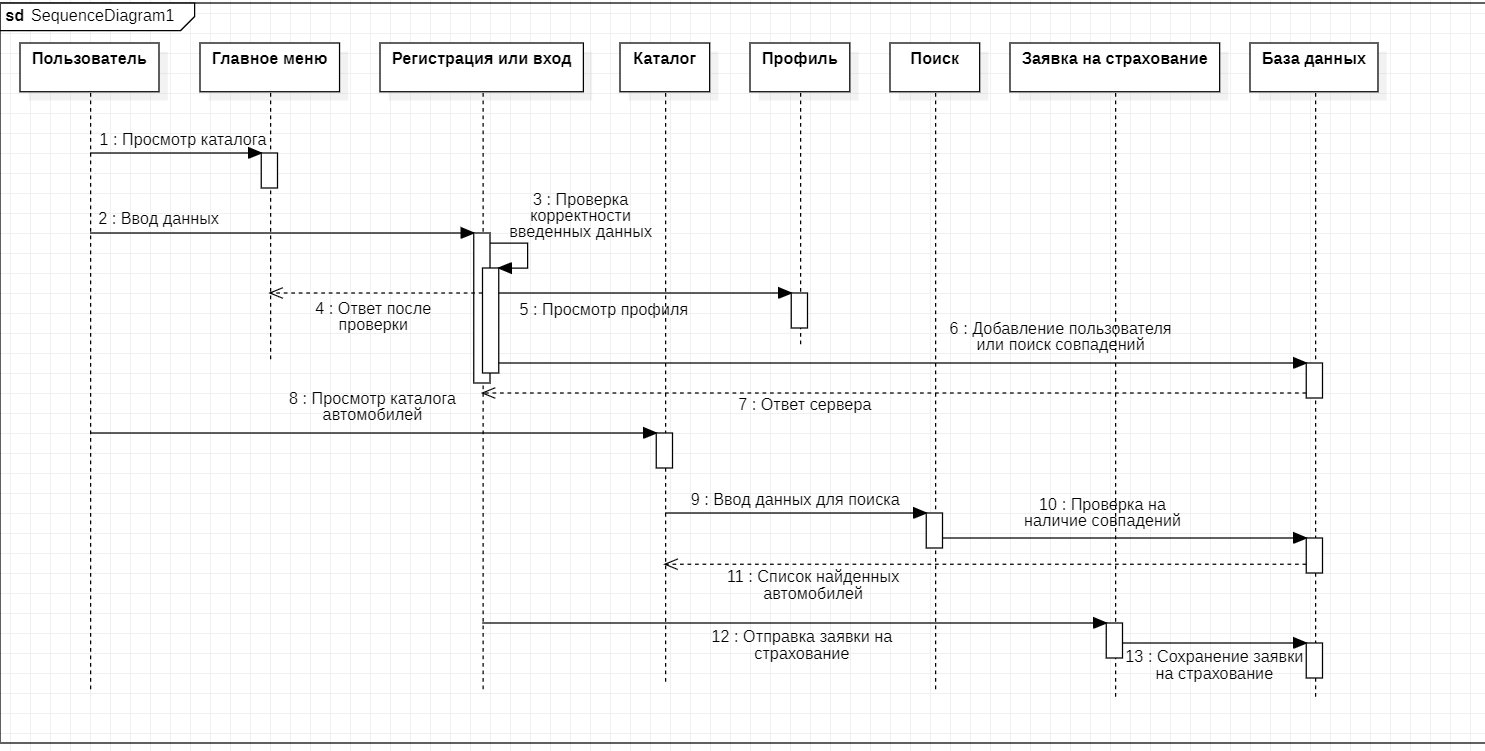 sd SequenceDiagram1
Пользователь
Главное меню
Регистрация или вход
Каталог
Профиль
Поиск
Заявка на страхование
База данных
1 : Просмотр каталога
2 : Ввод данных
3 : Проверка
корректности
введенных данных
4 : Ответ после
проверки
5 : Просмотр профиля
6 : Добавление пользователя
или поиск совпадений
7 : Ответ сервера
8 : Просмотр каталога
автомобилей
9 : Ввод данных для поиска
10 : Проверка на
наличие совпадений
11 : Список найденных
автомобилей
12 : Отправка заявки на
страхование
13 : Сохранение заявки
на страхование